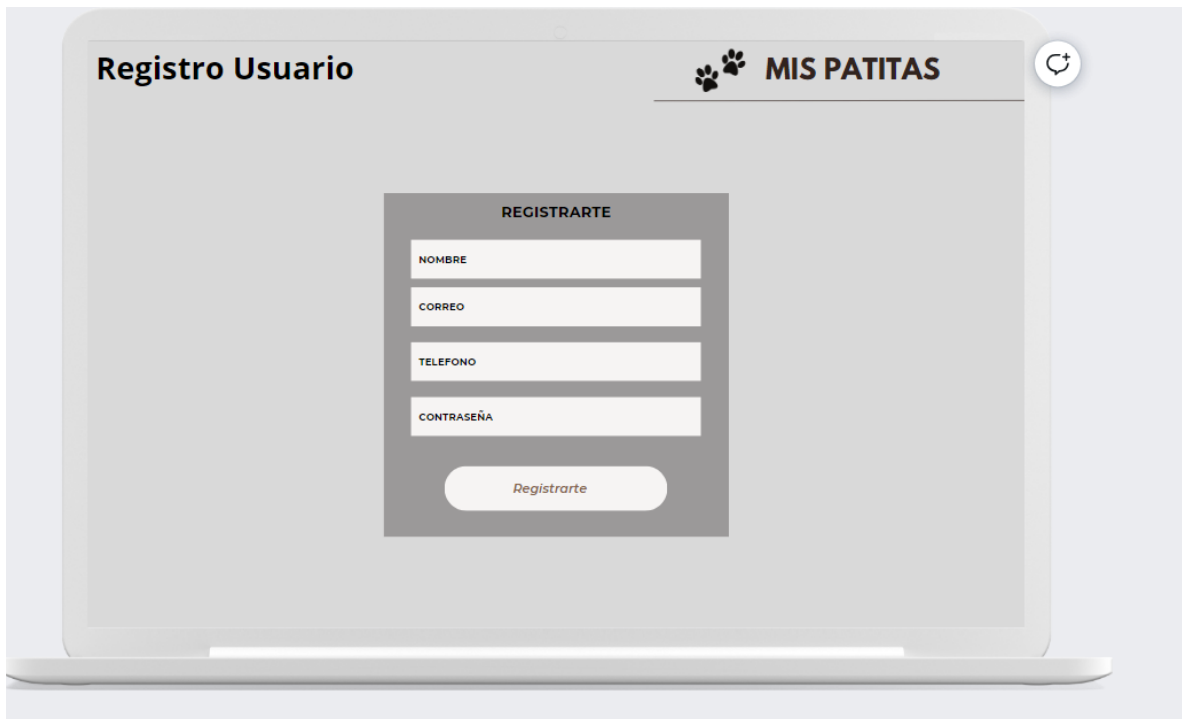 Registro Usuario
MIS PATITAS
REGISTRARTE
NOMBRE
CORREO
TELEFONO
CONTRASEÑA
Registrarte